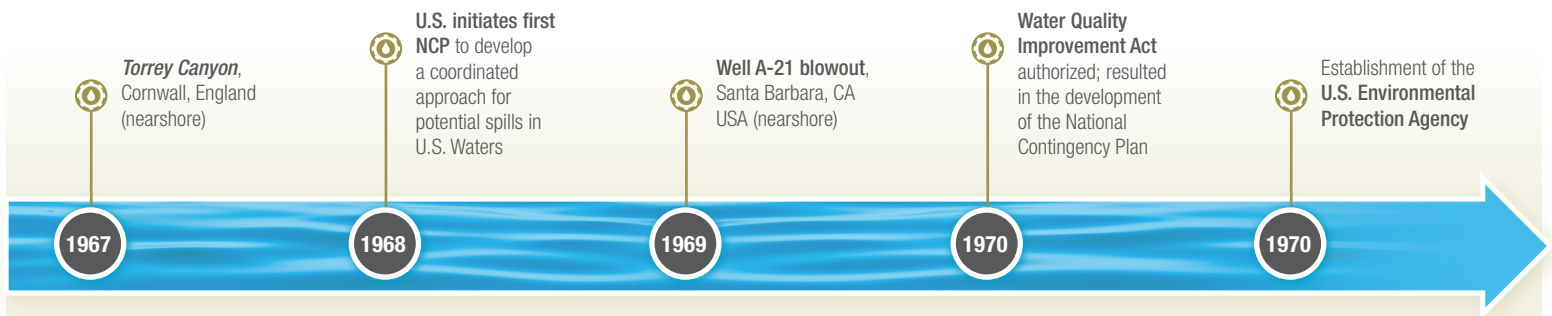 Torrey Canyon,
Cornwall, England
(nearshore)
1967
U.S. initiates first
NCP to develop
a coordinated
approach for
potential spills in
U.S. Waters
1968
Well A-21 blowout,
Santa Barbara, CA
USA (nearshore)
1969
Water Quality
Improvement Act
authorized; resulted
in the development
of the National
Contingency Plan
1970
Establishment of the
U.S. Environmental
Protection Agency
1970